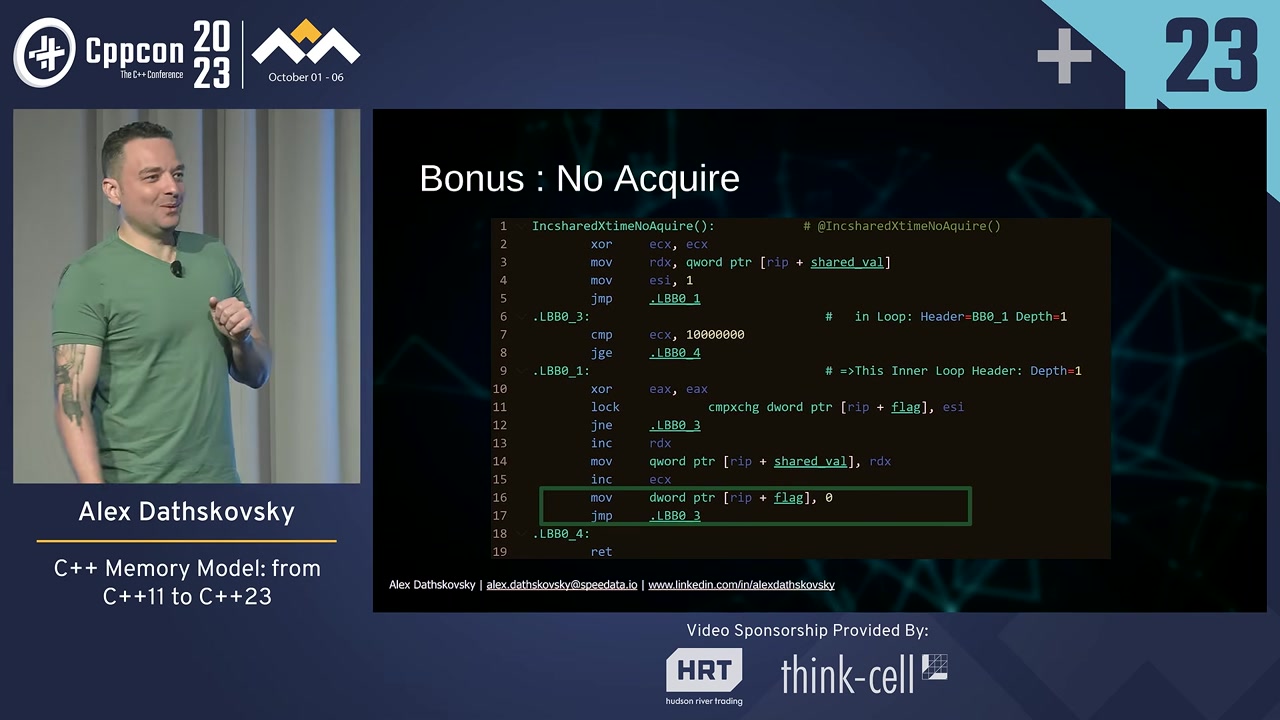 Cppcon
The C++ Conference
20
23
October 01 - 06
23
Bonus : No Acquire
1 IncsharedXtimeNoAquire(): # @IncsharedXtimeNoAquire()
2 xor ecx, ecx
3 mov rdx, qword ptr [rip + shared_val]
4 mov esi, 1
5 jmp .LBB0_1
6 .LBB0_3: # in Loop: Header=BB0_1 Depth=1
7 cmp ecx, 10000000
8 jge .LBB0_4
9 .LBB0_1: # =>This Inner Loop Header: Depth=1
10 xor eax, eax
11 lock cmpxchg dword ptr [rip + flag], esi
12 jne .LBB0_3
13 inc rdx
14 mov qword ptr [rip + shared_val], rdx
15 inc ecx
16 mov dword ptr [rip + flag], 0
17 jmp .LBB0_3
18 .LBB0_4:
19 ret
Alex Dathskovsky | alex.dathskovsky@speedata.io | www.linkedin.com/in/alexdathskovsky
Alex Dathskovsky
C++ Memory Model: from
C++11 to C++23
Video Sponsorship Provided By:
HRT
hudson river trading
think-cell